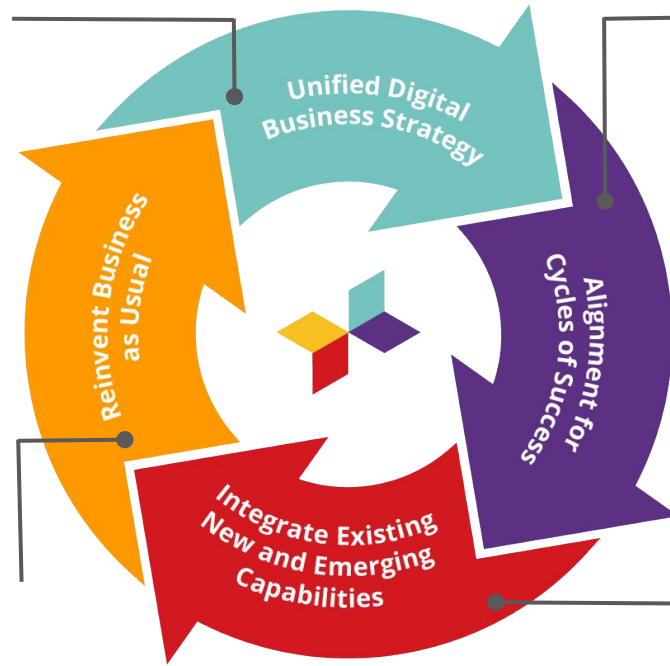 Unified Digital
Business Strategy
Alignment for
Cycles of Success
Integrate Existing
New and Emerging
Capabilities
Reinvent Business
as Usual